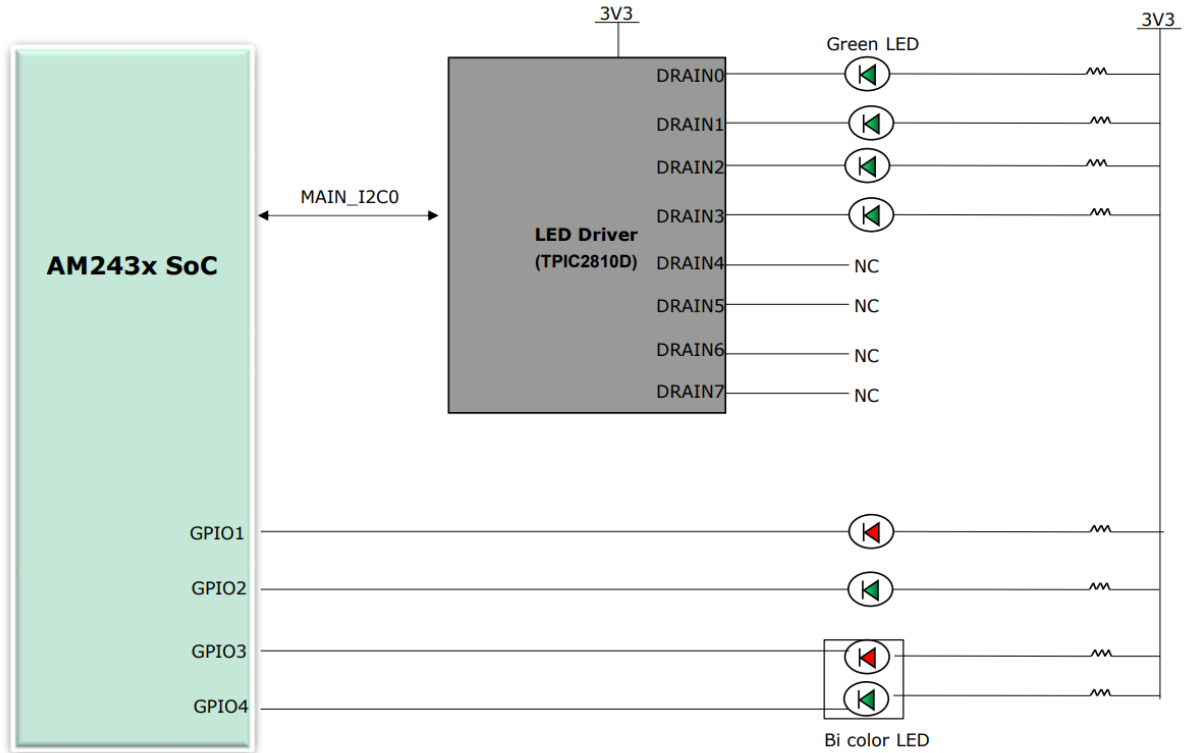 3V3
3V3
Green LED
DRAIN0
DRAIN1
DRAIN2
DRAIN3
MAIN_I2C0
LED Driver
(TPIC2810D)
AM243x SoC
DRAIN4
NC
DRAIN5
NC
DRAIN6
NC
DRAIN7
NC
GPIO1
GPIO2
GPIO3
GPIO4
Bi color LED